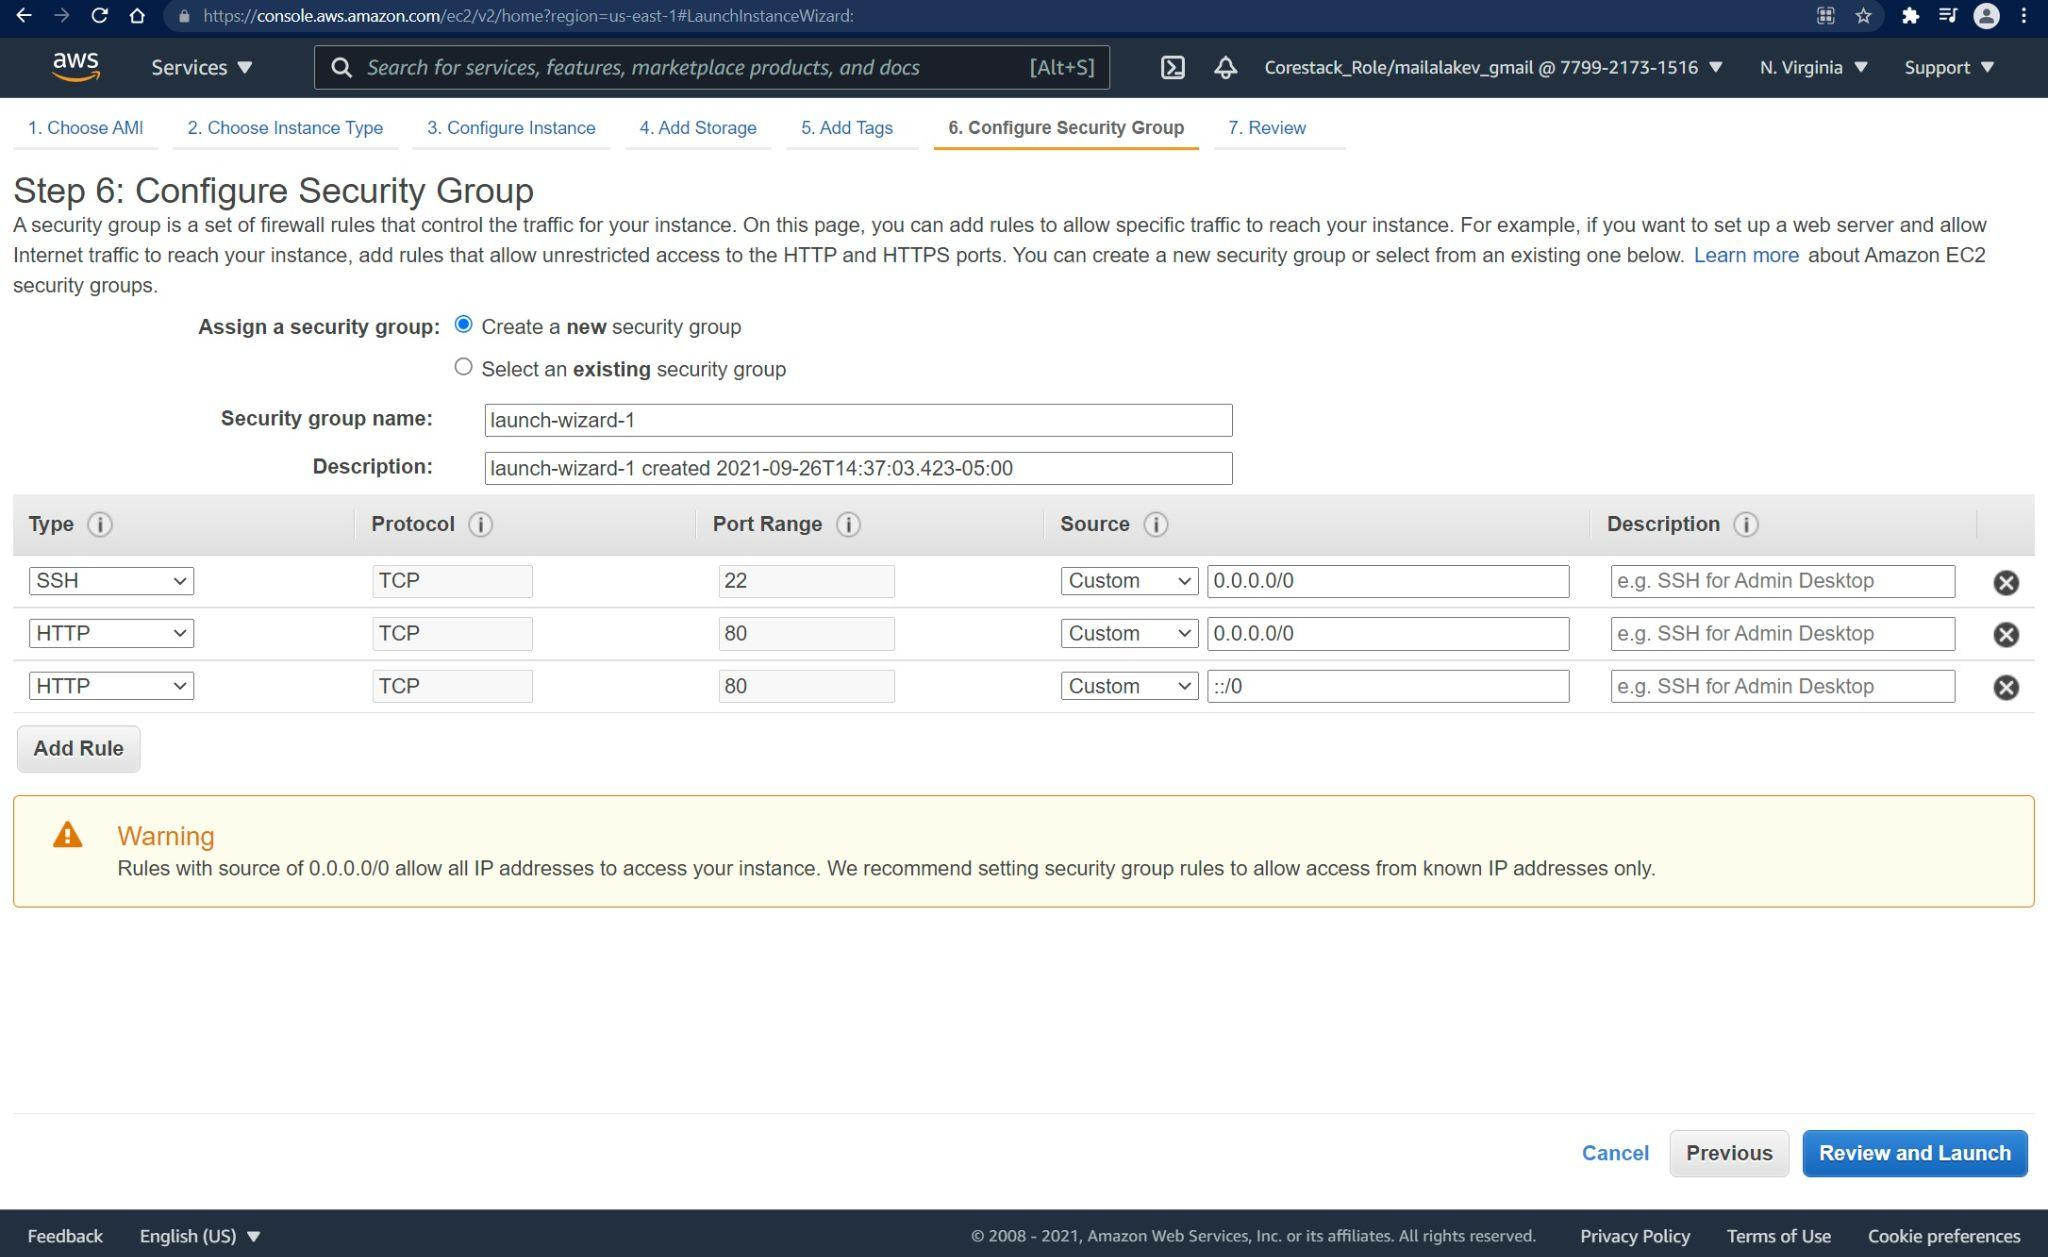 https://console.aws.amazon.com/ec2/v2/home?region=us-east-1#LaunchInstanceWizard:
aws
Services
Search for services, features, marketplace products, and docs [Alt+S]
Corestack_Role/mailalakev_gmail @ 7799-2173-1516
N. Virginia
Support
1. Choose AMI 2. Choose Instance Type 3. Configure Instance 4. Add Storage 5. Add Tags 6. Configure Security Group 7. Review
Step 6: Configure Security Group
A security group is a set of firewall rules that control the traffic for your instance. On this page, you can add rules to allow specific traffic to reach your instance. For example, if you want to set up a web server and allow
Internet traffic to reach your instance, add rules that allow unrestricted access to the HTTP and HTTPS ports. You can create a new security group or select from an existing one below. Learn more about Amazon EC2
security groups.
Assign a security group: Create a new security group
Select an existing security group
Security group name: launch-wizard-1
Description: launch-wizard-1 created 2021-09-26T14:37:03.423-05:00
Type i Protocol i Port Range i Source i Description i
SSH TCP 22 Custom 0.0.0.0/0 e.g. SSH for Admin Desktop
HTTP TCP 80 Custom 0.0.0.0/0 e.g. SSH for Admin Desktop
HTTP TCP 80 Custom ::/0 e.g. SSH for Admin Desktop
Add Rule
Warning
Rules with source of 0.0.0.0/0 allow all IP addresses to access your instance. We recommend setting security group rules to allow access from known IP addresses only.
Cancel Previous Review and Launch
Feedback English (US) © 2008 - 2021, Amazon Web Services, Inc. or its affiliates. All rights reserved. Privacy Policy Terms of Use Cookie preferences